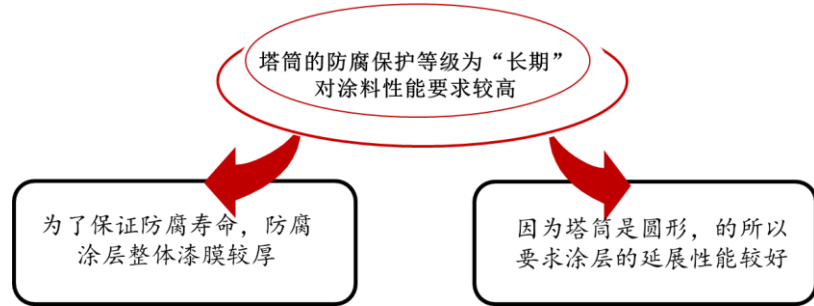 塔筒的防腐保护等级为“长期”
对涂料性能要求较高
为了保证防腐寿命，防腐
涂层整体漆膜较厚
因为塔筒是圆形，的所以
要求涂层的延展性能较好